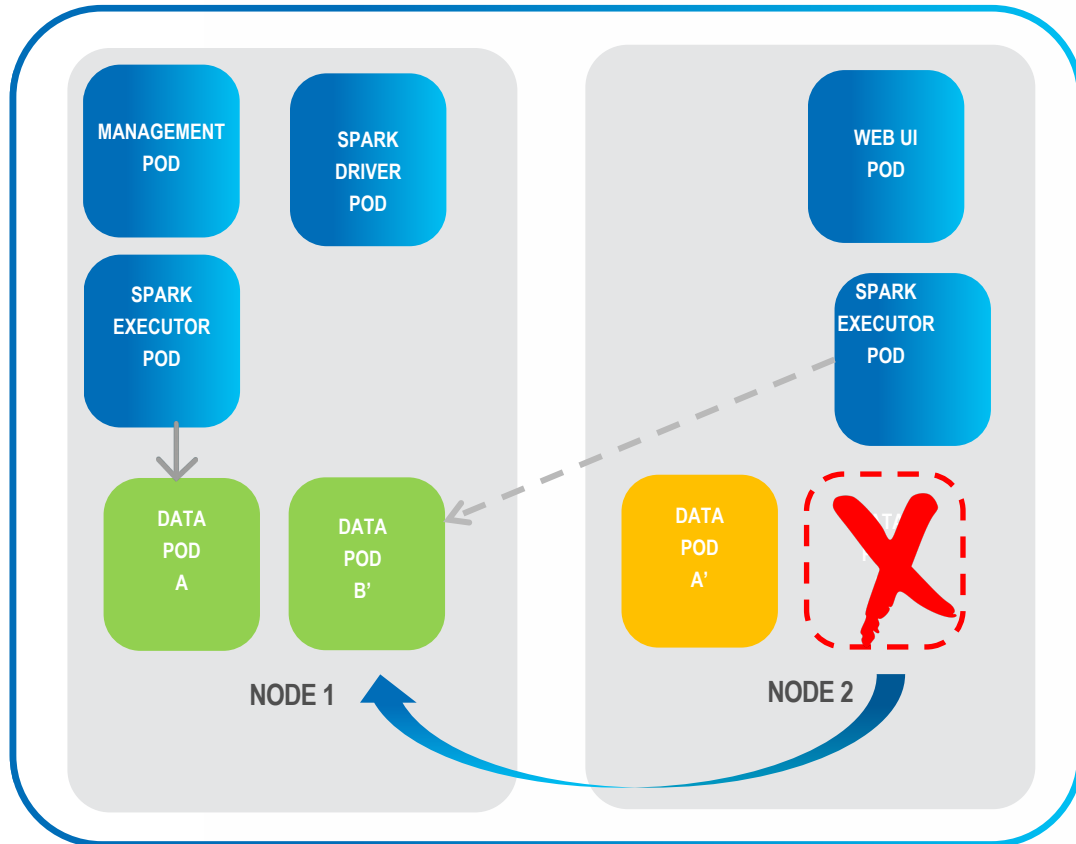 MANAGEMENT
POD
SPARK
DRIVER
POD
WEB UI
POD
SPARK
EXECUTOR
POD
SPARK
EXECUTOR
POD
DATA
POD
A
DATA
POD
B’
DATA
POD
A’
NODE 1
NODE 2